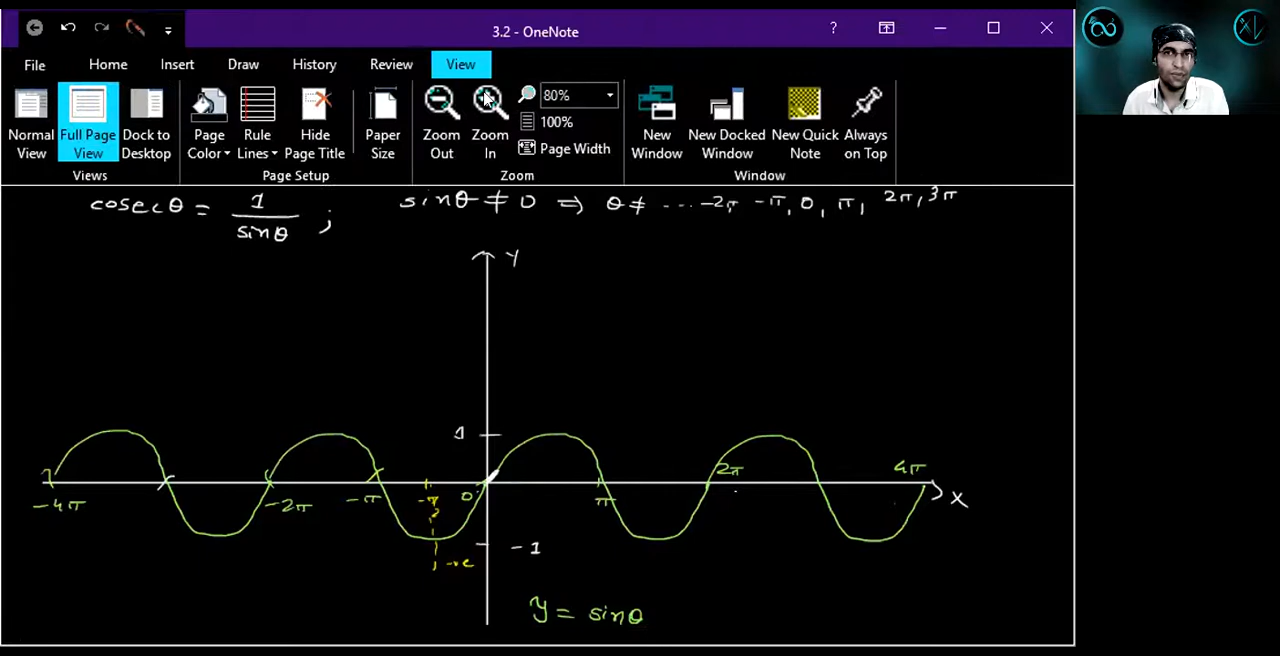 3.2 - OneNote
?
File Home Insert Draw History Review View
80%
100%
Page Width
Normal View
Full Page View
Dock to Desktop
Page Color
Rule Lines
Hide Page Title
Paper Size
Zoom Out
Zoom In
New Window
New Docked Window
New Quick Note
Always on Top
Views
Page Setup
Zoom
Window
cosecθ = 1/sinθ ; sinθ ≠ 0 ⇒ θ ≠ ... -2π, -π, 0, π, 2π, 3π
Y
1
2π
4π
-4π
-2π
-π
-π/2
0
π
X
-1
-ve
y = sinθ